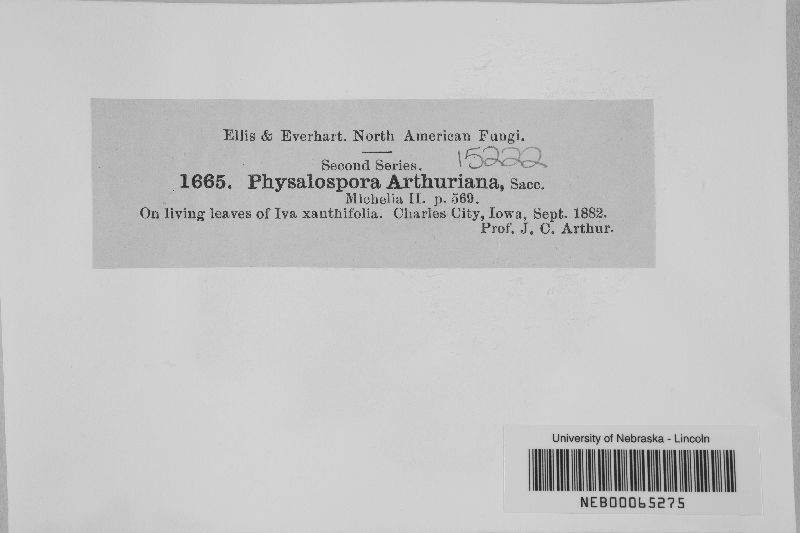 Ellis & Everhart. North American Fungi.
Second Series. 15222
1665. Physalospora Arthuriana, Sacc.
Michelia II. p. 569.
On living leaves of Iva xanthifolia. Charles City, Iowa, Sept. 1882.
Prof. J. C. Arthur.
University of Nebraska - Lincoln
NEB00065275